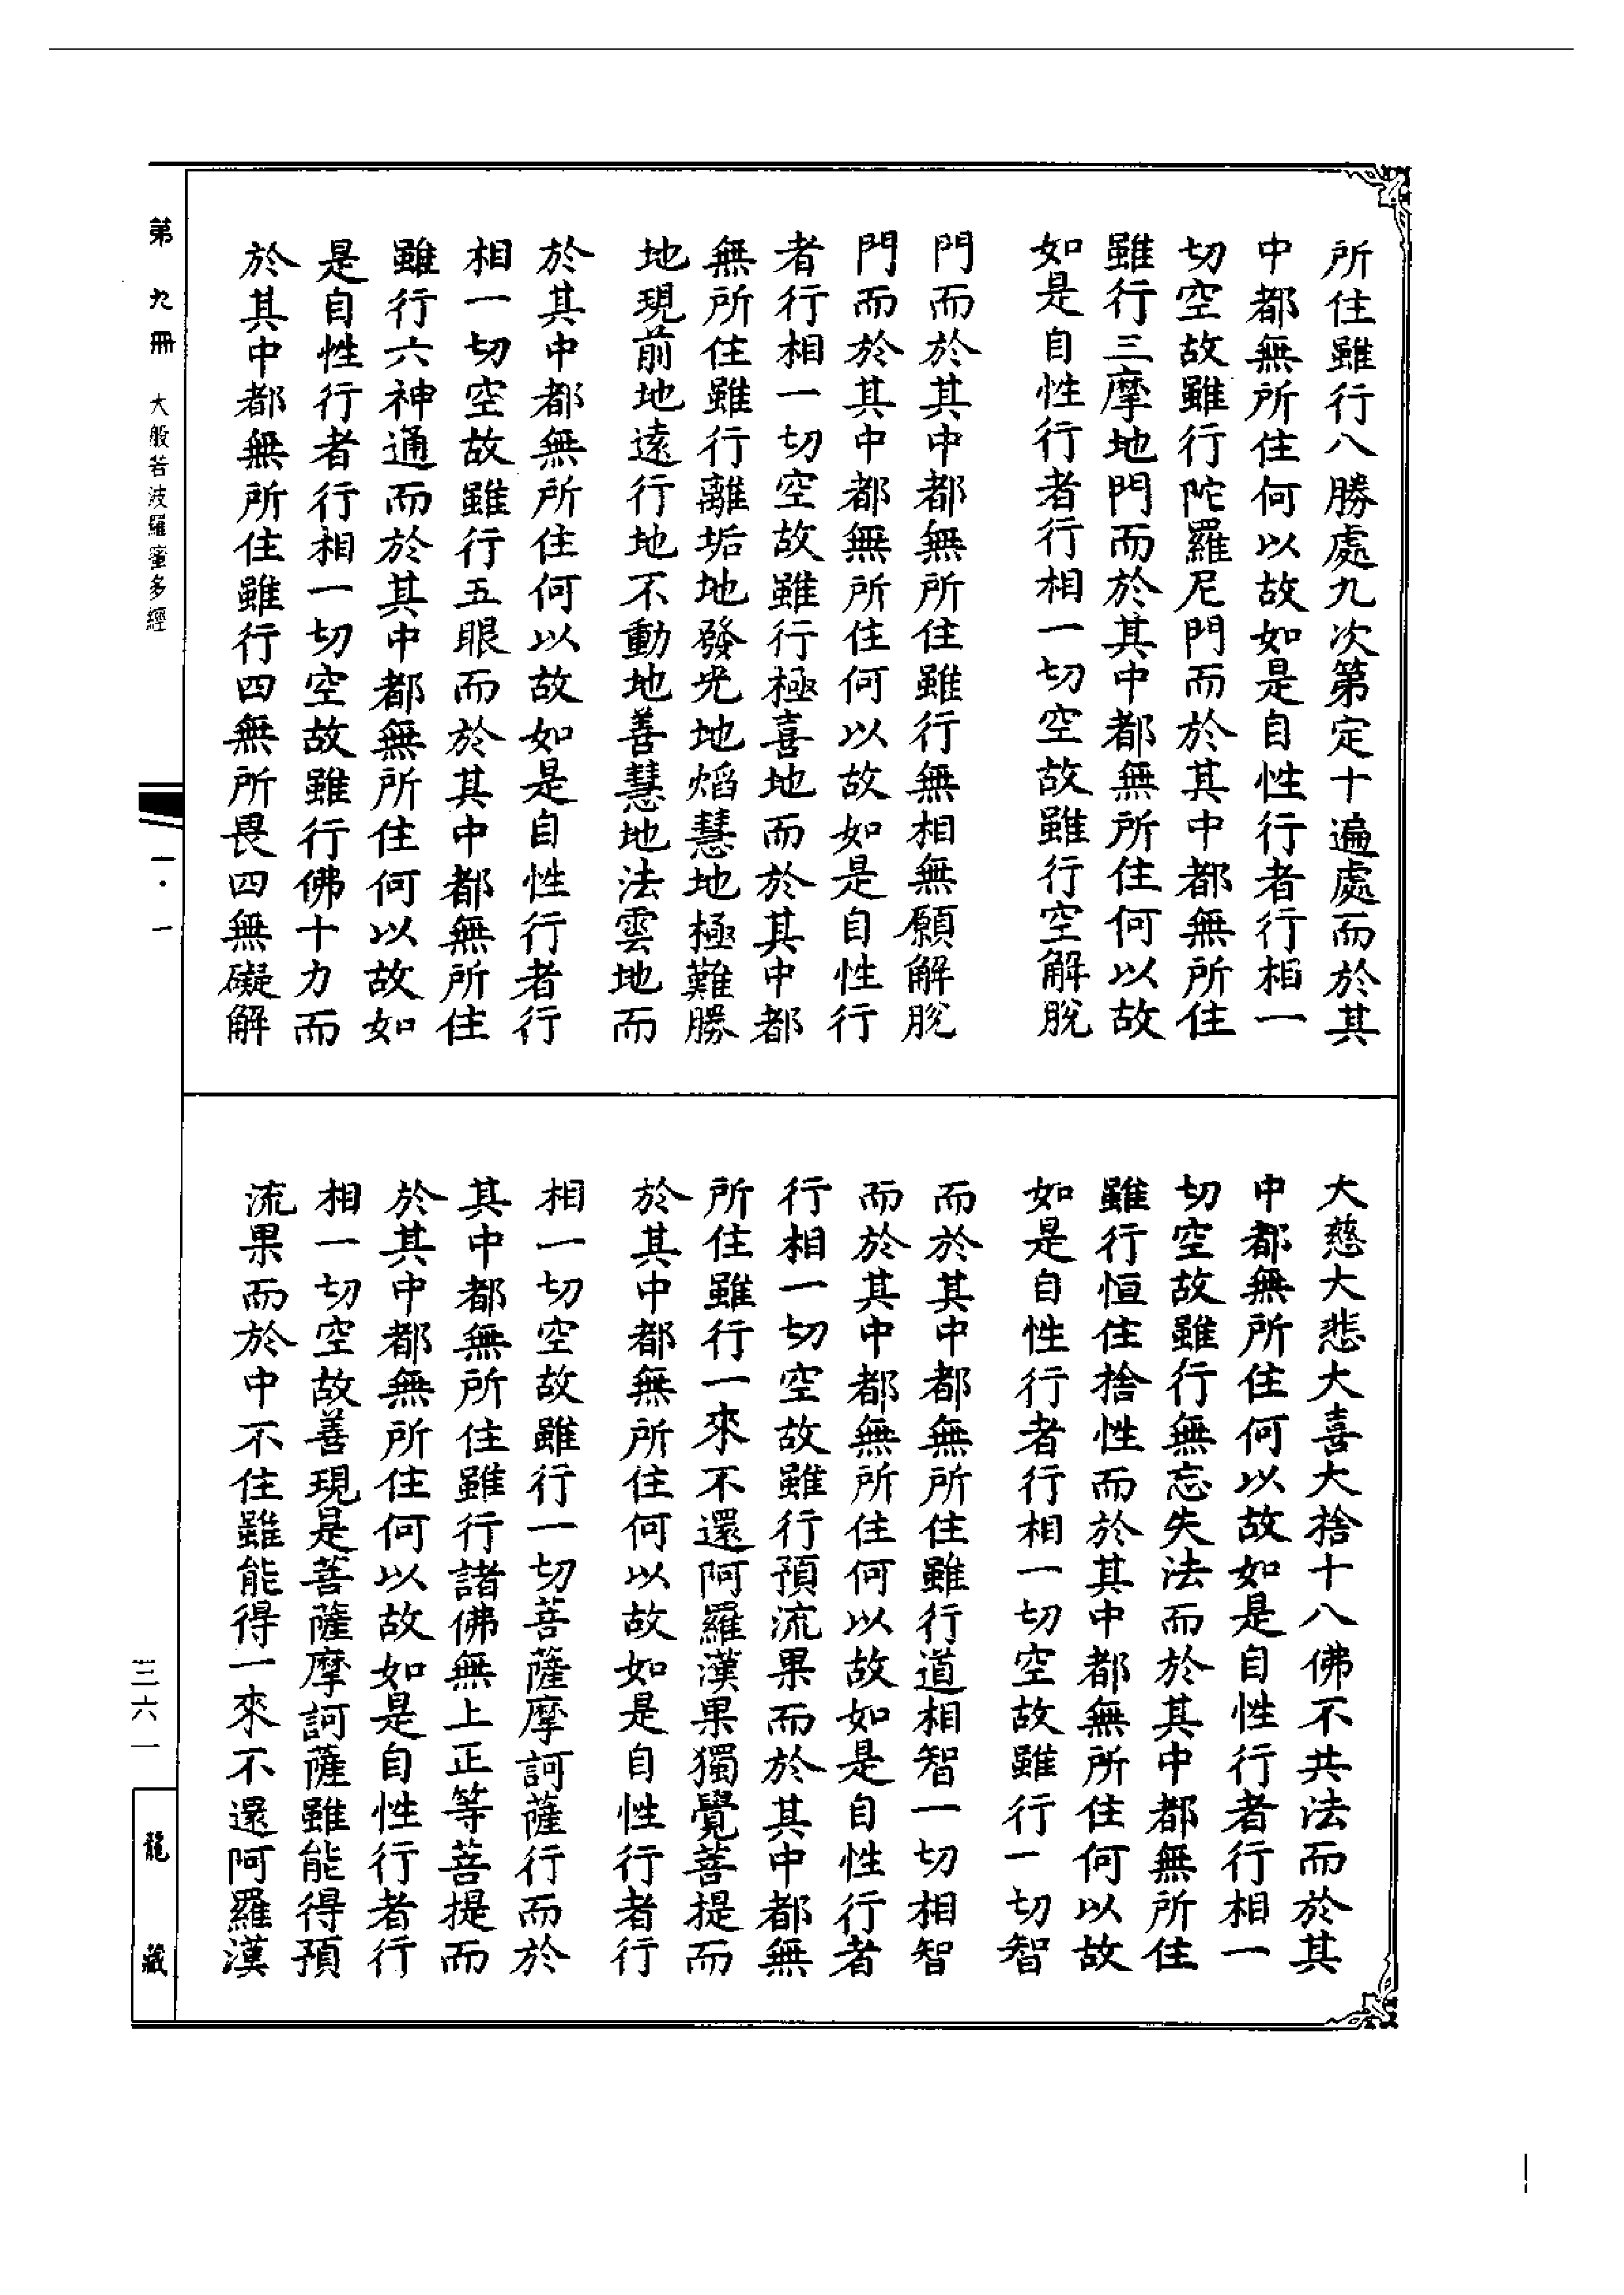 所住雖行八勝處九次第定十遍處而於其
中都無所住何以故如是自性行者行相一
切空故雖行陀羅尼門而於其中都無所住
雖行三摩地門而於其中都無所住何以故
如是自性行者行相一切空故雖行空解脫
門而於其中都無所住雖行無相無願解脫
門而於其中都無所住何以故如是自性行
者行相一切空故雖行極喜地而於其中都
無所住雖行離垢地發光地焰慧地極難勝
地現前地遠行地不動地善慧地法雲地而
於其中都無所住何以故如是自性行者行
相一切空故雖行五眼而於其中都無所住
雖行六神通而於其中都無所住何以故如
是自性行者行相一切空故雖行佛十力而
於其中都無所住雖行四無所畏四無礙解
大慈大悲大喜大捨十八佛不共法而於其
中都無所住何以故如是自性行者行相一
切空故雖行無忘失法而於其中都無所住
雖行恒住捨性而於其中都無所住何以故
如是自性行者行相一切空故雖行一切智
而於其中都無所住雖行道相智一切相智
而於其中都無所住何以故如是自性行者
行相一切空故雖行預流果而於其中都無
所住雖行一來不還阿羅漢果獨覺菩提而
於其中都無所住何以故如是自性行者行
相一切空故雖行一切菩薩摩訶薩行而於
其中都無所住雖行諸佛無上正等菩提而
於其中都無所住何以故如是自性行者行
相一切空故善現是菩薩摩訶薩雖能得預
流果而於中不住雖能得一來不還阿羅漢
第九冊 大般若波羅蜜多經
一·一
三六一
龍藏